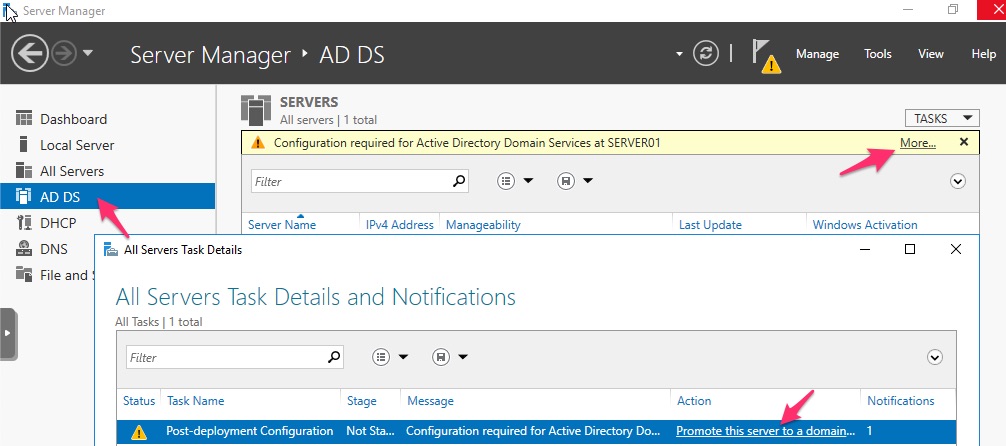 Server Manager
Server Manager ‣ AD DS
Manage Tools View Help
Dashboard
Local Server
All Servers
AD DS
DHCP
DNS
File and S
SERVERS
All servers | 1 total
TASKS
Configuration required for Active Directory Domain Services at SERVER01 More...
Filter
Server Name IPv4 Address Manageability Last Update Windows Activation
All Servers Task Details
All Servers Task Details and Notifications
All Tasks | 1 total
Filter
Status Task Name Stage Message Action Notifications
Post-deployment Configuration Not Sta... Configuration required for Active Directory Do... Promote this server to a domain... 1